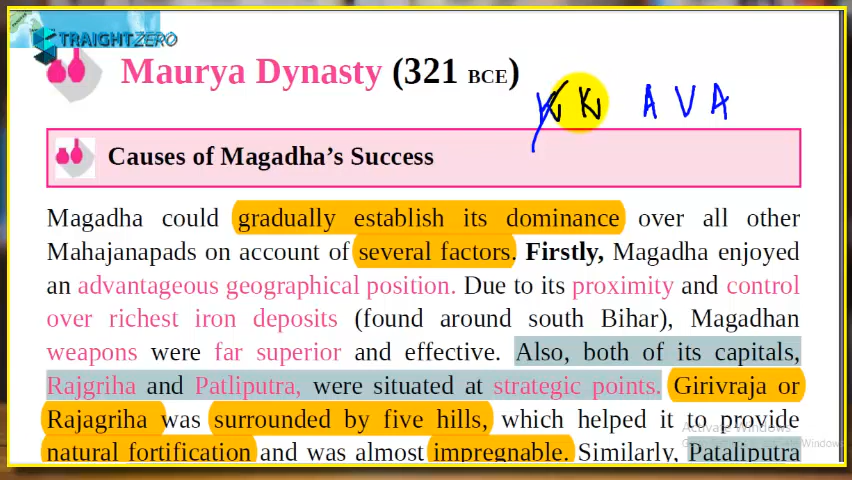 STRAIGHTZERO
Maurya Dynasty (321 BCE)
K K A V A
Causes of Magadha's Success
Magadha could gradually establish its dominance over all other
Mahajanapads on account of several factors. Firstly, Magadha enjoyed
an advantageous geographical position. Due to its proximity and control
over richest iron deposits (found around south Bihar), Magadhan
weapons were far superior and effective. Also, both of its capitals,
Rajgriha and Patliputra, were situated at strategic points. Girivraja or
Rajagriha was surrounded by five hills, which helped it to provide
Activate Windows
natural fortification and was almost impregnable. Similarly, Pataliputra